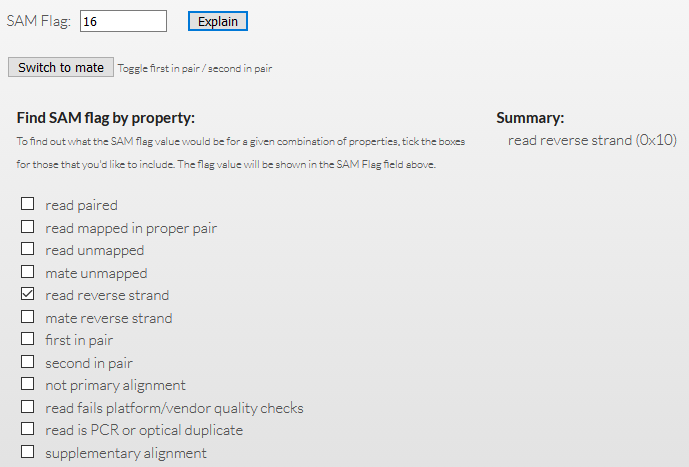 SAM Flag: 16 Explain
Switch to mate Toggle first in pair / second in pair
Find SAM flag by property:
To find out what the SAM flag value would be for a given combination of properties, tick the boxes
for those that you'd like to include. The flag value will be shown in the SAM Flag field above.
read paired
read mapped in proper pair
read unmapped
mate unmapped
read reverse strand
mate reverse strand
first in pair
second in pair
not primary alignment
read fails platform/vendor quality checks
read is PCR or optical duplicate
supplementary alignment
Summary:
read reverse strand (0x10)